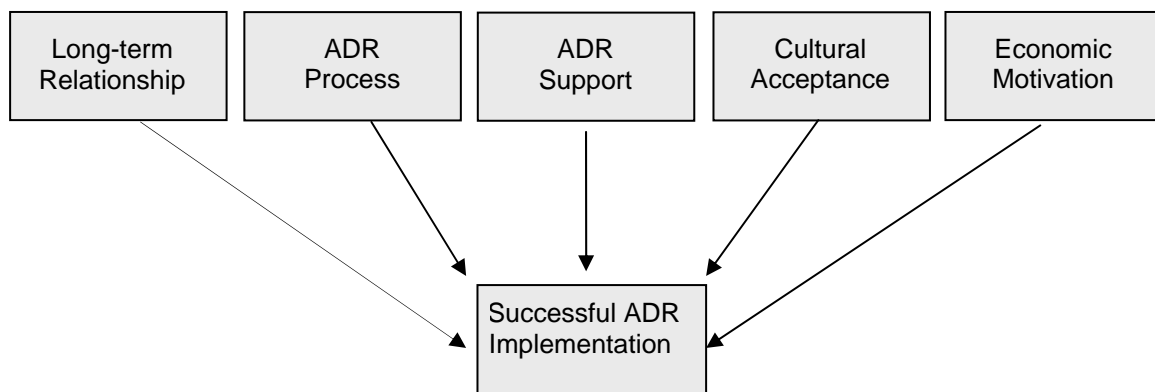 Long-term
Relationship
ADR
Process
ADR
Support
Cultural
Acceptance
Economic
Motivation
Successful ADR
Implementation